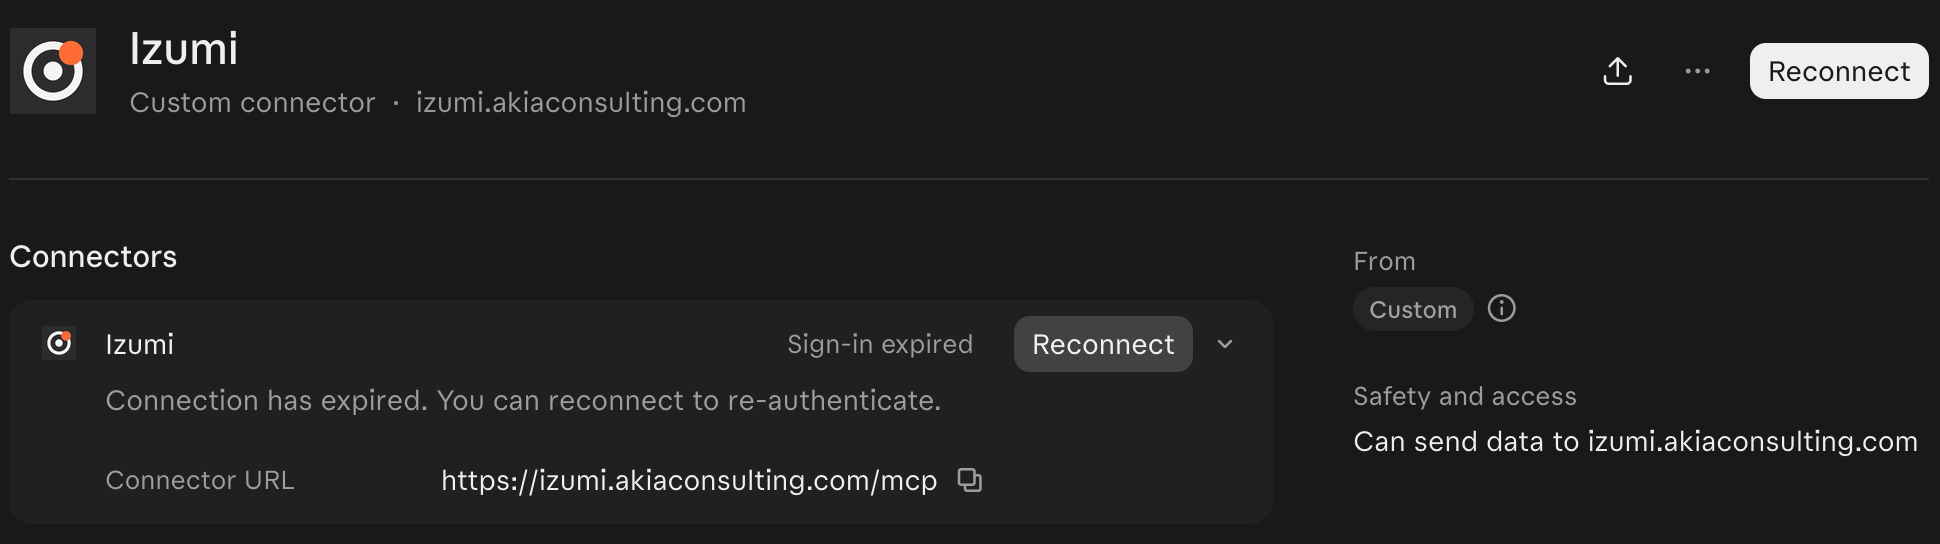 Izumi
Custom connector · izumi.akiaconsulting.com
Reconnect
Connectors
Izumi
Sign-in expired
Reconnect
Connection has expired. You can reconnect to re-authenticate.
Connector URL
https://izumi.akiaconsulting.com/mcp
From
Custom
Safety and access
Can send data to izumi.akiaconsulting.com